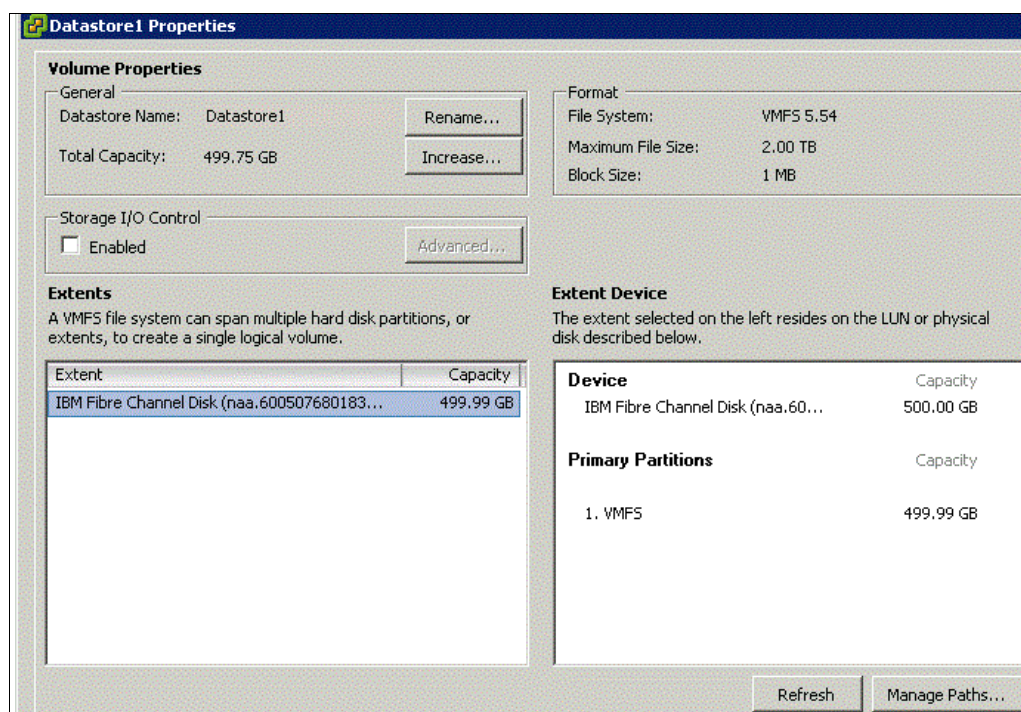 Datastore1 Properties
Volume Properties
General
Datastore Name: Datastore1
Rename...
Total Capacity: 499.75 GB
Increase...
Format
File System: VMFS 5.54
Maximum File Size: 2.00 TB
Block Size: 1 MB
Storage I/O Control
Enabled
Advanced...
Extents
A VMFS file system can span multiple hard disk partitions, or
extents, to create a single logical volume.
Extent Capacity
IBM Fibre Channel Disk (naa.600507680183... 499.99 GB
Extent Device
The extent selected on the left resides on the LUN or physical
disk described below.
Device Capacity
IBM Fibre Channel Disk (naa.60... 500.00 GB
Primary Partitions Capacity
1. VMFS 499.99 GB
Refresh
Manage Paths...